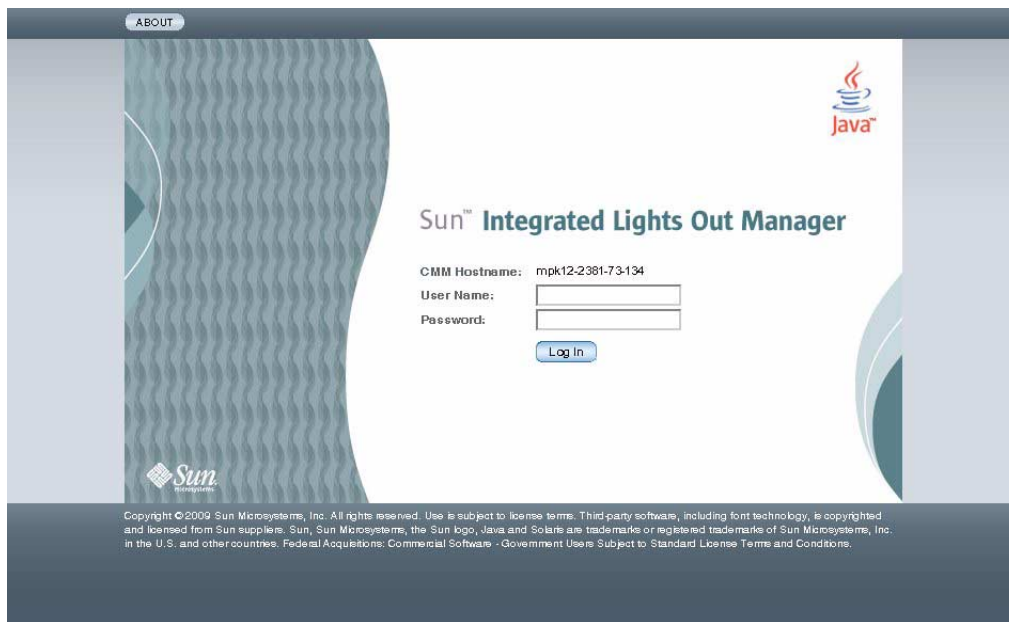 ABOUT
Java™
Sun™ Integrated Lights Out Manager
CMM Hostname: mpk12-2381-73-134
User Name:
Password:
Log In
Sun
Microsystems
Copyright ©2009 Sun Microsystems, Inc. All rights reserved. Use is subject to license terms. Third-party software, including font technology, is copyrighted
and licensed from Sun suppliers. Sun, Sun Microsystems, the Sun logo, Java and Solaris are trademarks or registered trademarks of Sun Microsystems, Inc.
in the U.S. and other countries. Federal Acquisitions: Commercial Software - Government Users Subject to Standard License Terms and Conditions.